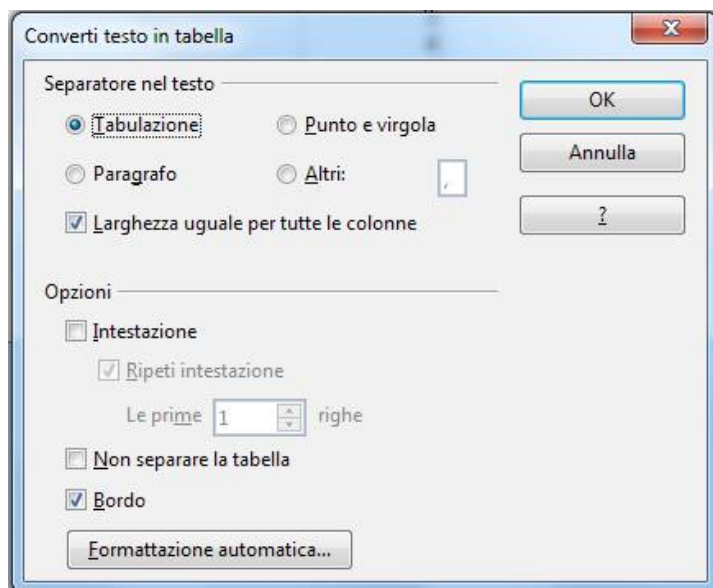 Converti testo in tabella
Separatore nel testo
OK
Tabulazione
Punto e virgola
Annulla
Paragrafo
Altri:
,
Larghezza uguale per tutte le colonne
?
Opzioni
Intestazione
Ripeti intestazione
Le prime 1 righe
Non separare la tabella
Bordo
Formattazione automatica...